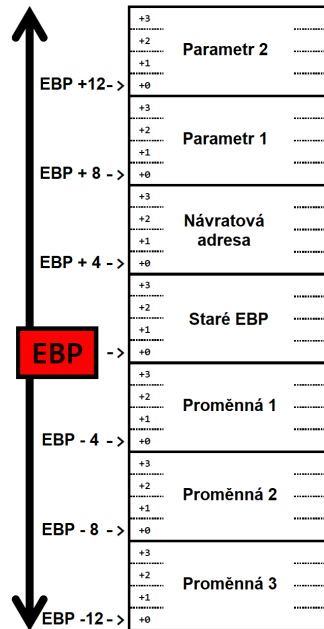 +3
+2
Parametr 2
+1
EBP +12- > +0
+3
+2
Parametr 1
+1
EBP + 8 - > +0
+3
+2
Návratová
+1
adresa
EBP + 4 - > +0
+3
+2
Staré EBP
+1
EBP - > +0
+3
+2
Proměnná 1
+1
EBP - 4 - > +0
+3
+2
Proměnná 2
+1
EBP - 8 - > +0
+3
+2
Proměnná 3
+1
EBP -12- > +0